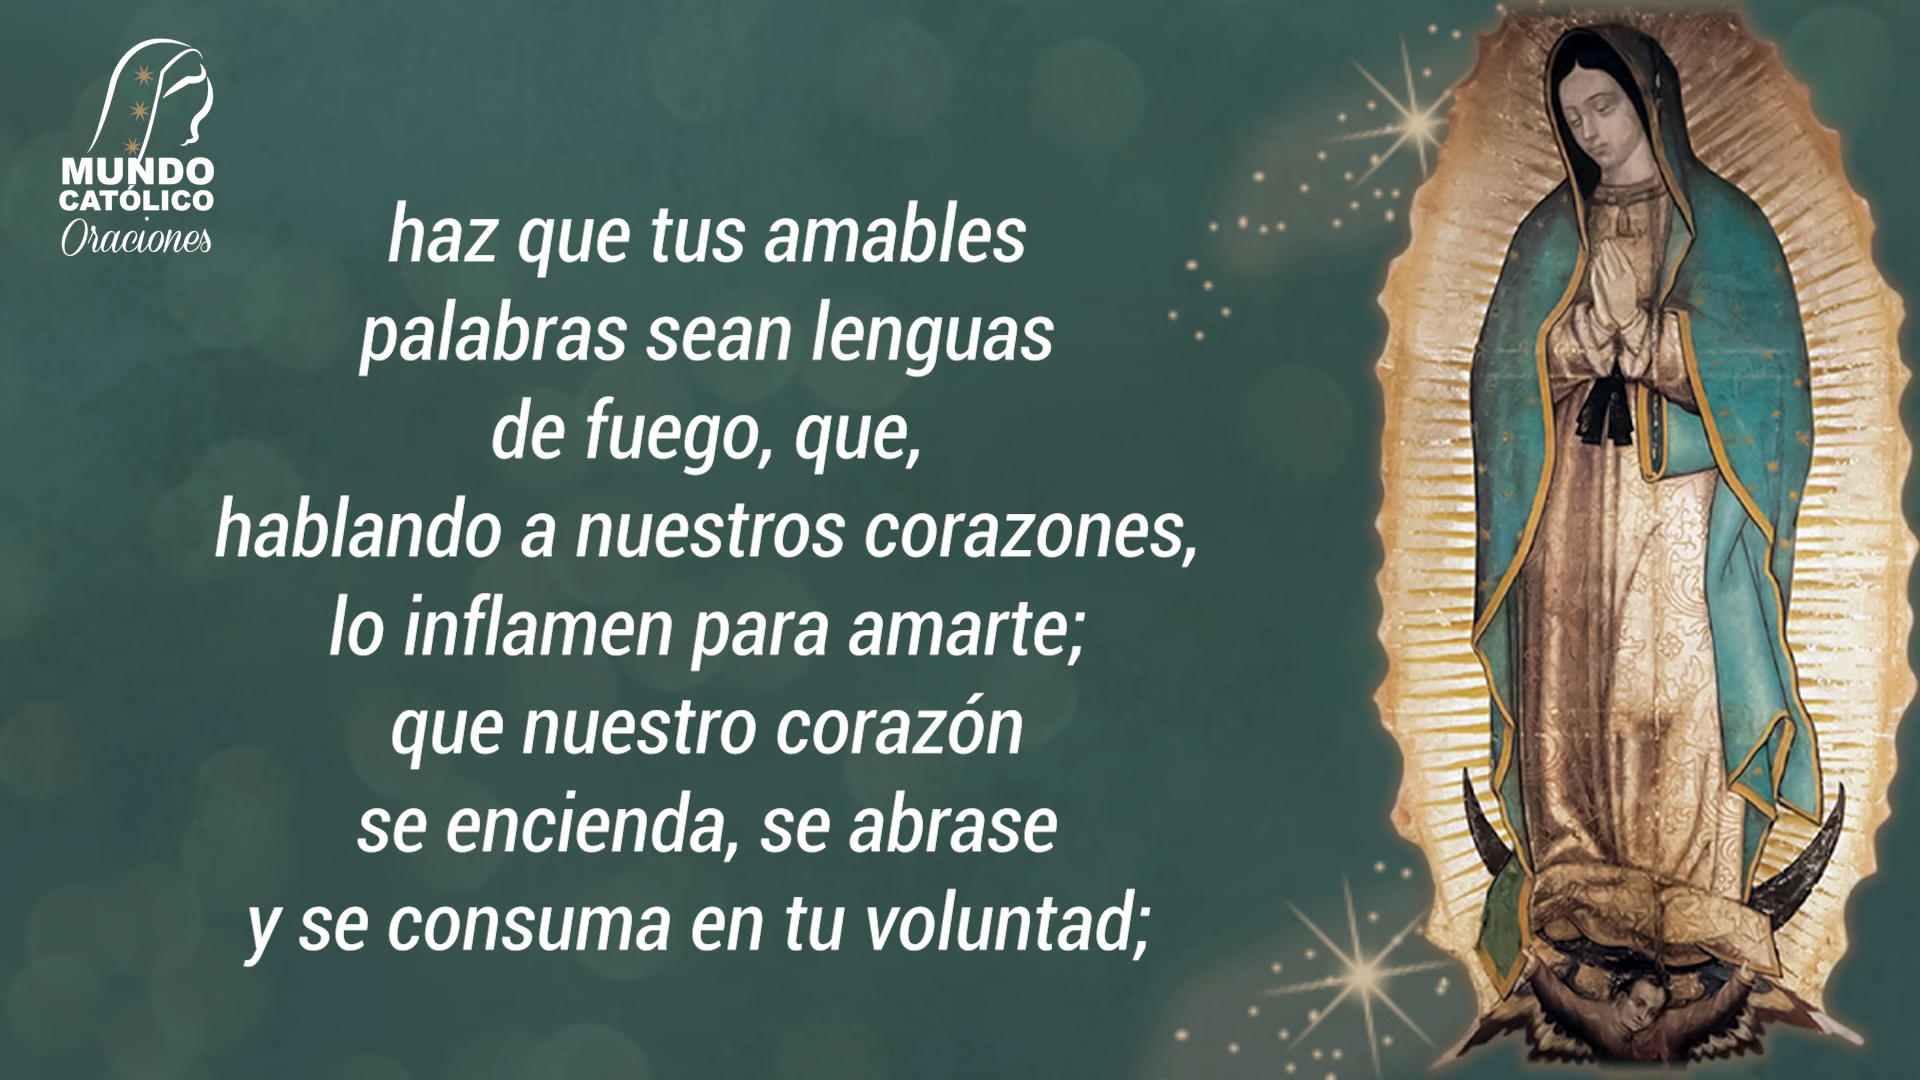 MUNDO
CATÓLICO
Oraciones
haz que tus amables
palabras sean lenguas
de fuego, que,
hablando a nuestros corazones,
lo inflamen para amarte;
que nuestro corazón
se encienda, se abrase
y se consuma en tu voluntad;